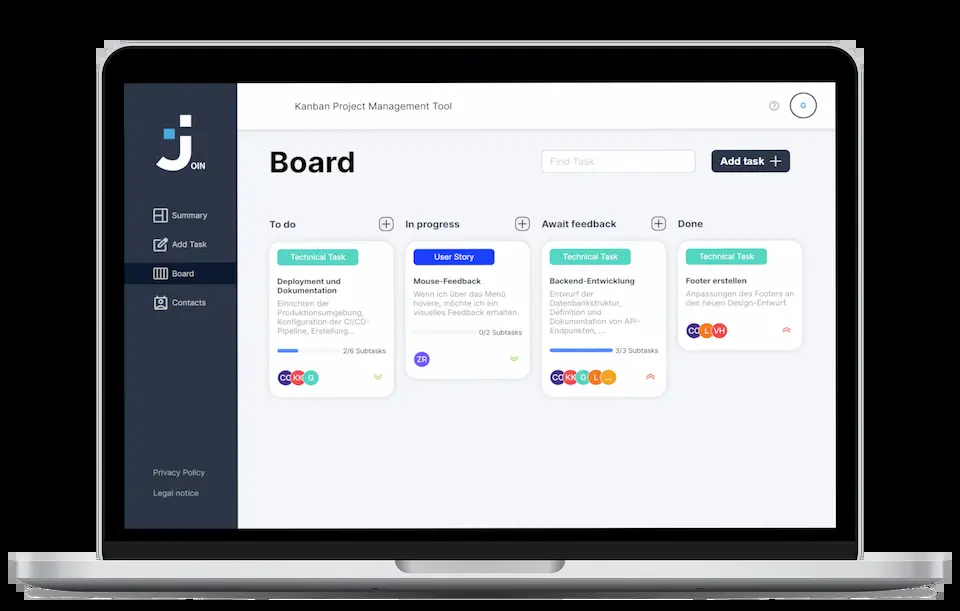 Kanban Project Management Tool
G
JOIN
Summary
Add Task
Board
Contacts
Privacy Policy
Legal notice
Board
Find Task
Add task
To do
In progress
Await feedback
Done
Technical Task
Deployment und
Dokumentation
Einrichten der
Produktionsumgebung,
Konfiguration der CI/CD-
Pipeline, Erstellung...
2/6 Subtasks
CC KK G
User Story
Mouse-Feedback
Wenn ich über das Menü
hovere, möchte ich ein
visuelles Feedback erhalten.
0/2 Subtasks
ZR
Technical Task
Backend-Entwicklung
Entwurf der
Datenbankstruktur,
Definition und
Dokumentation von API-
Endpunkten, ...
3/3 Subtasks
CC KK G L ...
Technical Task
Footer erstellen
Anpassungen des Footers an
den neuen Design-Entwurf.
CC L VH